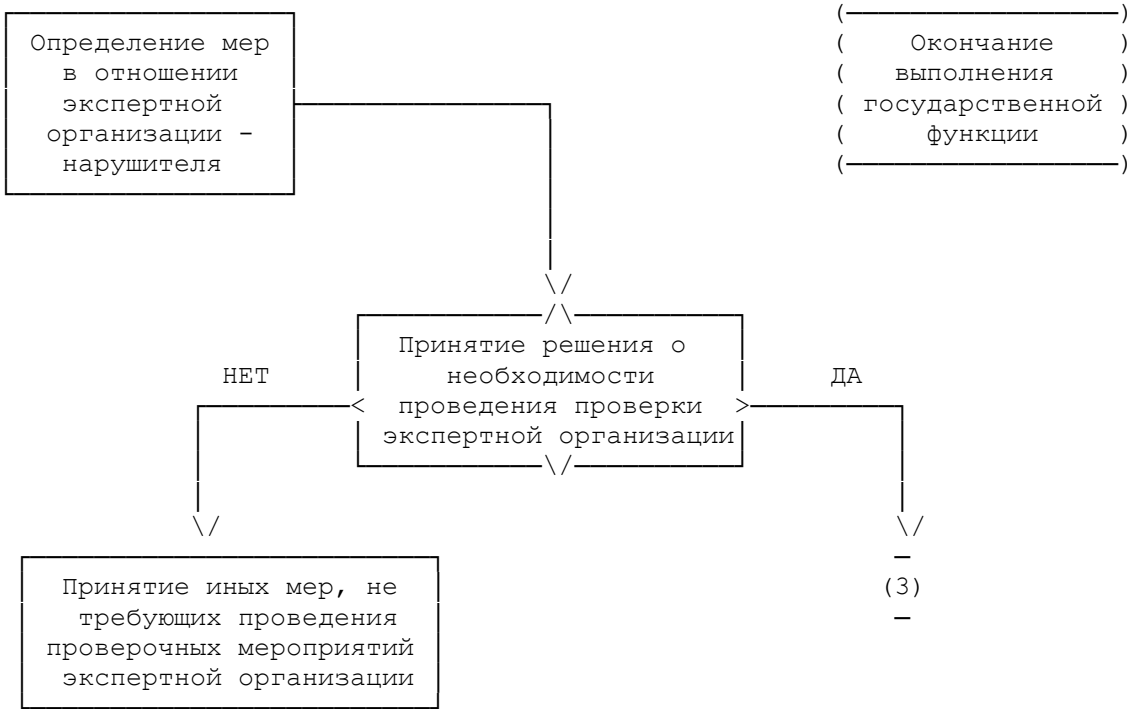 Определение мер
в отношении
экспертной
организации -
нарушителя
Окончание
выполнения
государственной
функции
Принятие решения о
необходимости
проведения проверки
экспертной организации
НЕТ
ДА
Принятие иных мер, не
требующих проведения
проверочных мероприятий
экспертной организации
(3)